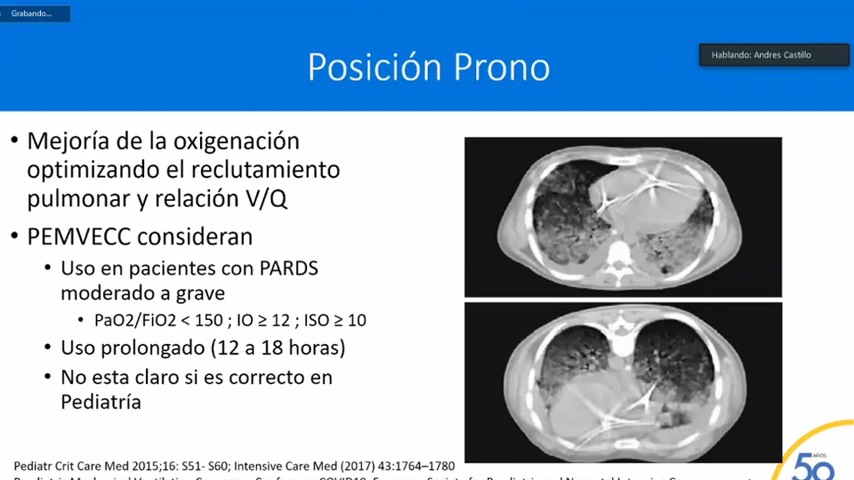 Grabando...
Hablando: Andres Castillo
Posición Prono
• Mejoría de la oxigenación
optimizando el reclutamiento
pulmonar y relación V/Q
• PEMVECC consideran
• Uso en pacientes con PARDS
moderado a grave
• PaO2/FiO2 < 150 ; IO ≥ 12 ; ISO ≥ 10
• Uso prolongado (12 a 18 horas)
• No esta claro si es correcto en
Pediatría
Pediatr Crit Care Med 2015;16: S51- S60; Intensive Care Med (2017) 43:1764–1780
AÑOS
50